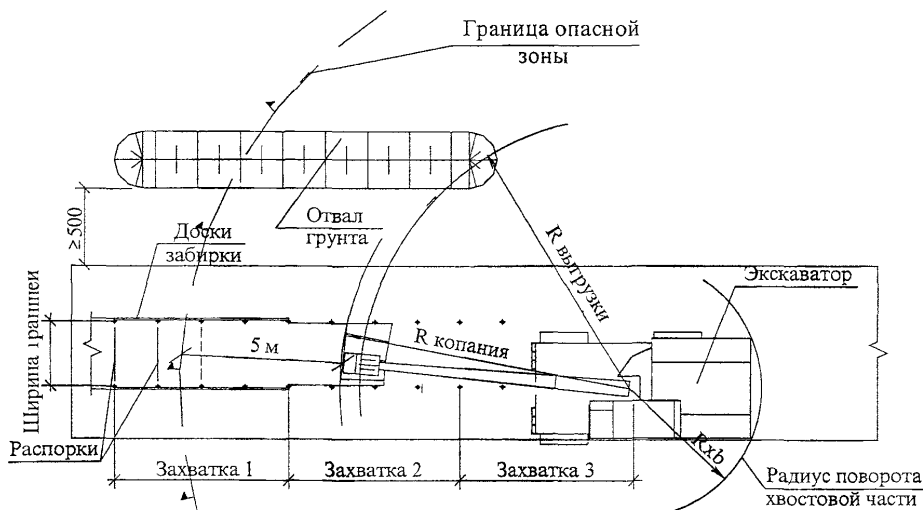 Граница опасной
зоны
Отвал
грунта
≥500
Доски
забирки
R выгрузки
Экскаватор
Ширина траншеи
5 м
R копания
Распорки
Захватка 1
Захватка 2
Захватка 3
Rхb
Радиус поворота
хвостовой части